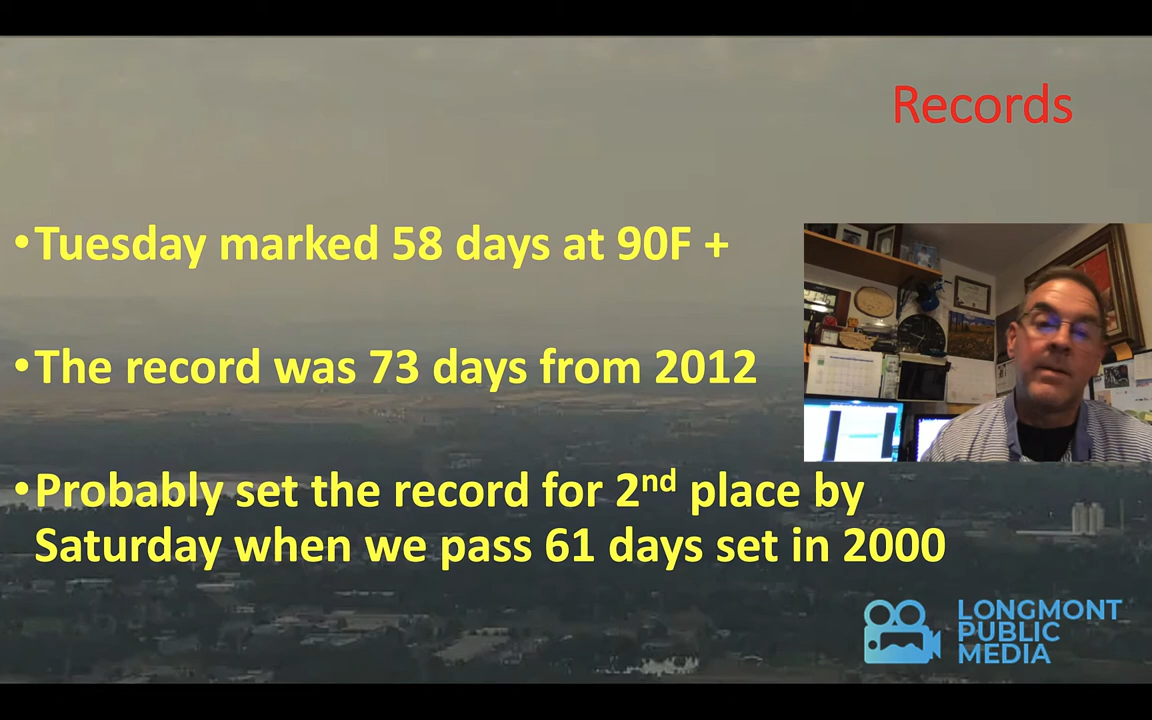 Records
•Tuesday marked 58 days at 90F +
•The record was 73 days from 2012
•Probably set the record for 2nd place by
Saturday when we pass 61 days set in 2000
LONGMONT
PUBLIC
MEDIA